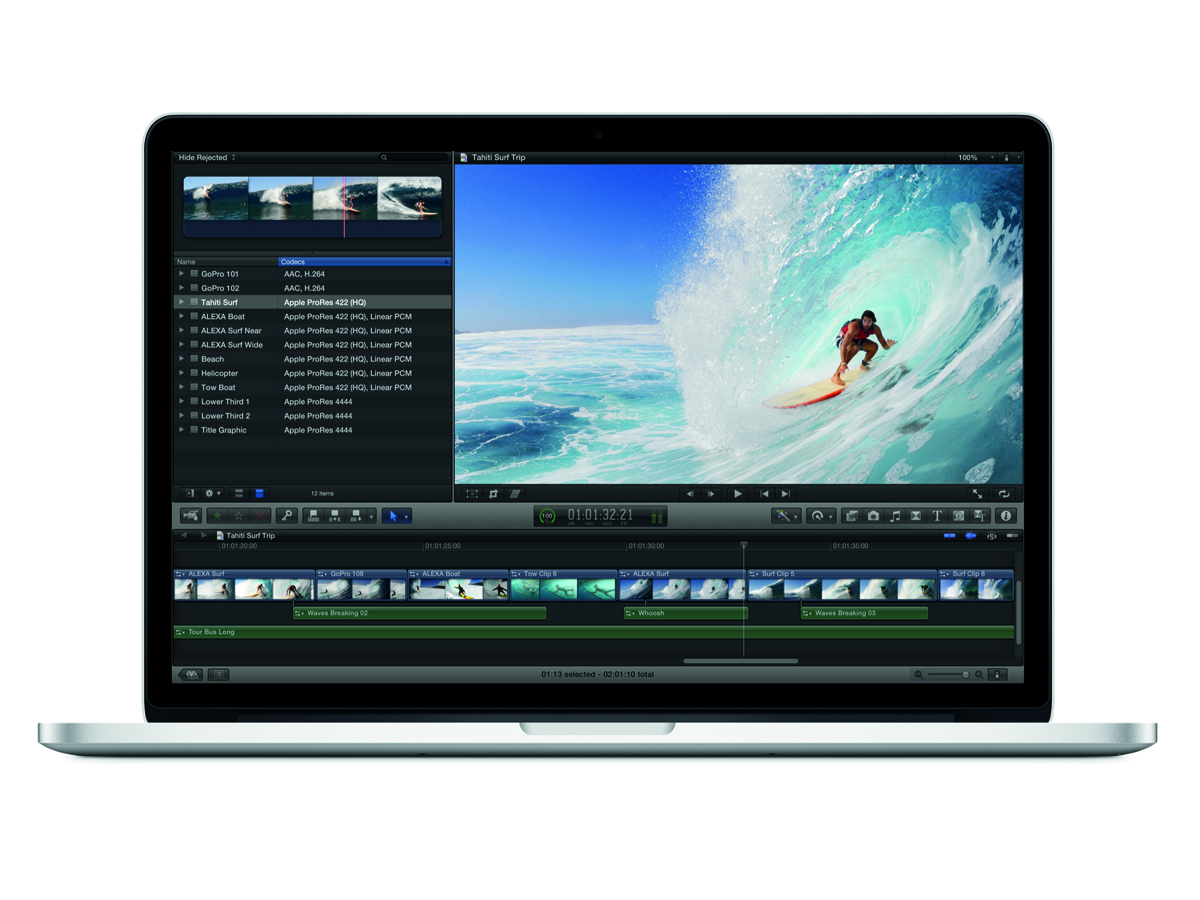 Hide Rejected
Tahiti Surf Trip
100%
Name Codecs
GoPro 101 AAC, H.264
GoPro 102 AAC, H.264
Tahiti Surf Apple ProRes 422 (HQ)
ALEXA Boat Apple ProRes 422 (HQ), Linear PCM
ALEXA Surf Near Apple ProRes 422 (HQ), Linear PCM
ALEXA Surf Wide Apple ProRes 422 (HQ), Linear PCM
Beach Apple ProRes 422 (HQ), Linear PCM
Helicopter Apple ProRes 422 (HQ), Linear PCM
Tow Boat Apple ProRes 422 (HQ), Linear PCM
Lower Third 1 Apple ProRes 4444
Lower Third 2 Apple ProRes 4444
Title Graphic Apple ProRes 4444
12 items
100 01:01:32:21
HR MIN SEC FR
T
Tahiti Surf Trip
01:01:20:00 01:01:25:00 01:01:30:00 01:01:35:00
ALEXA Surf GoPro 108 ALEXA Boat Tow Clip 6 ALEXA Surf Surf Clip 5 Surf Clip 8
Waves Breaking 02 Whoosh Waves Breaking 03
Tour Bus Long
01:13 selected - 02:01:10 total